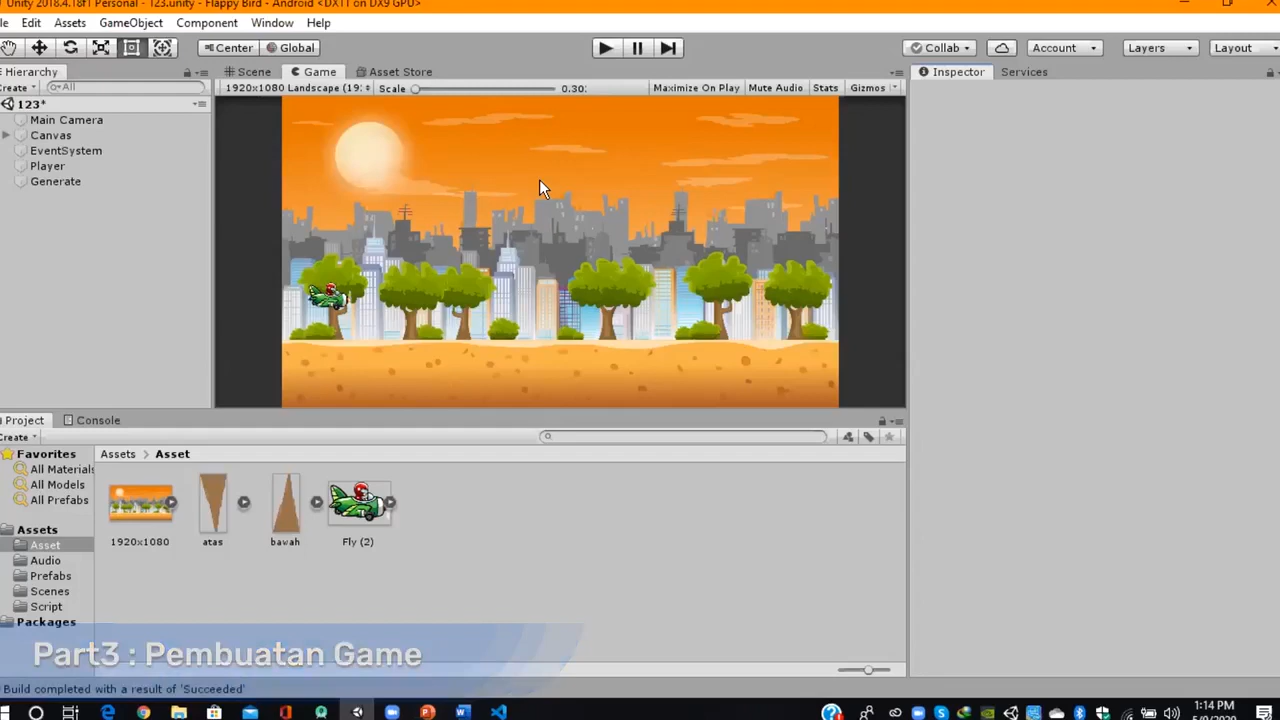 Unity 2018.4.18f1 Personal - 123.unity - Flappy Bird - Android <DX11 on DX9 GPU>
Edit Assets GameObject Component Window Help
Center Global Collab Account Layers Layout
Hierarchy Scene Game Asset Store Inspector Services
Create All 1920x1080 Landscape (19: Scale 0.30: Maximize On Play Mute Audio Stats Gizmos
123*
Main Camera
Canvas
EventSystem
Player
Generate
Project Console
Create
Favorites Assets Asset
All Materials
All Models
All Prefabs
Assets
Asset 1920x1080 atas bawah Fly (2)
Audio
Prefabs
Scenes
Script
Packages
Part3 : Pembuatan Game
Build completed with a result of 'Succeeded'
1:14 PM